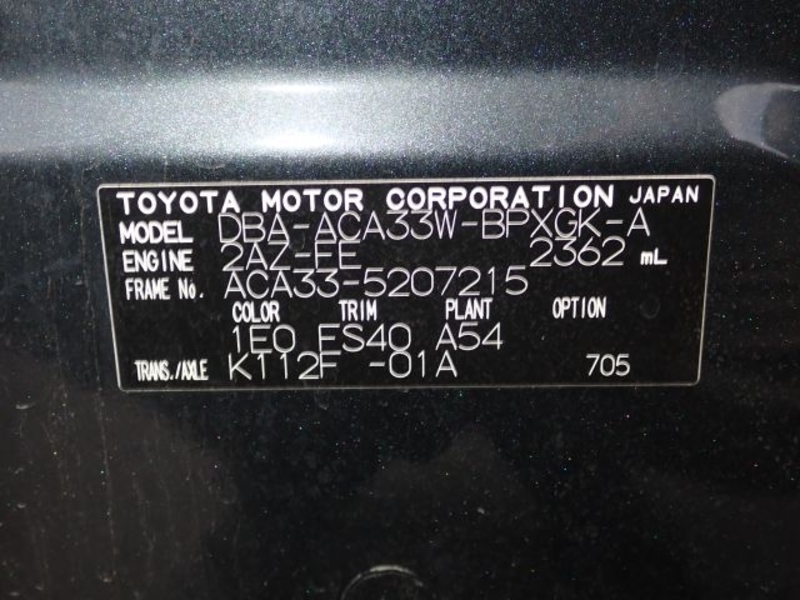 TOYOTA MOTOR CORPORATION JAPAN
MODEL DBA-ACA33W-BPXGK-A
ENGINE 2AZ-FE 2362 mL
FRAME No. ACA33-5207215
COLOR TRIM PLANT OPTION
1E0 FS40 A54
TRANS./AXLE K112F -01A 705